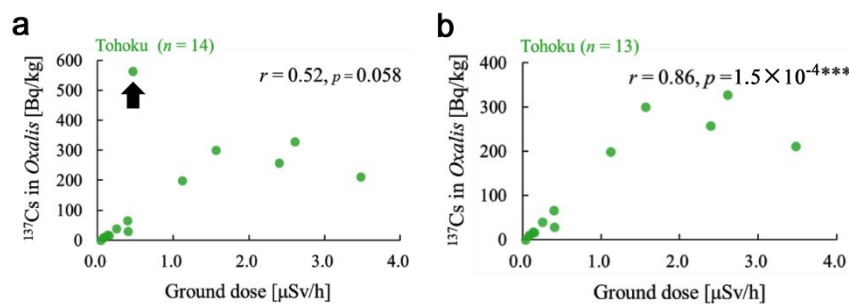 a
Tohoku (n = 14)
r = 0.52, p = 0.058
¹³⁷Cs in Oxalis [Bq/kg]
600
500
400
300
200
100
0
0.0 1.0 2.0 3.0 4.0
Ground dose [μSv/h]
b
Tohoku (n = 13)
r = 0.86, p = 1.5×10⁻⁴***
¹³⁷Cs in Oxalis [Bq/kg]
400
300
200
100
0
0.0 1.0 2.0 3.0 4.0
Ground dose [μSv/h]